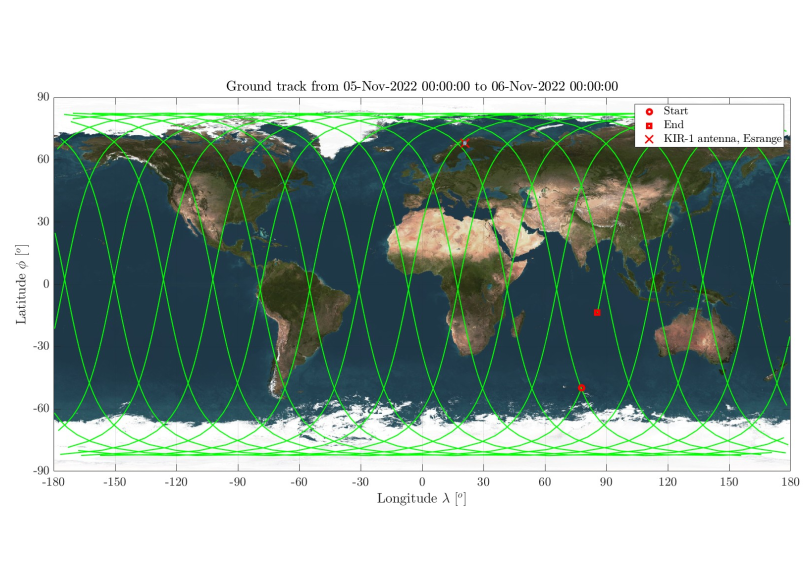 Ground track from 05-Nov-2022 00:00:00 to 06-Nov-2022 00:00:00
Start
End
KIR-1 antenna, Esrange
90
60
30
0
-30
-60
-90
Latitude ϕ [°]
-180 -150 -120 -90 -60 -30 0 30 60 90 120 150 180
Longitude λ [°]